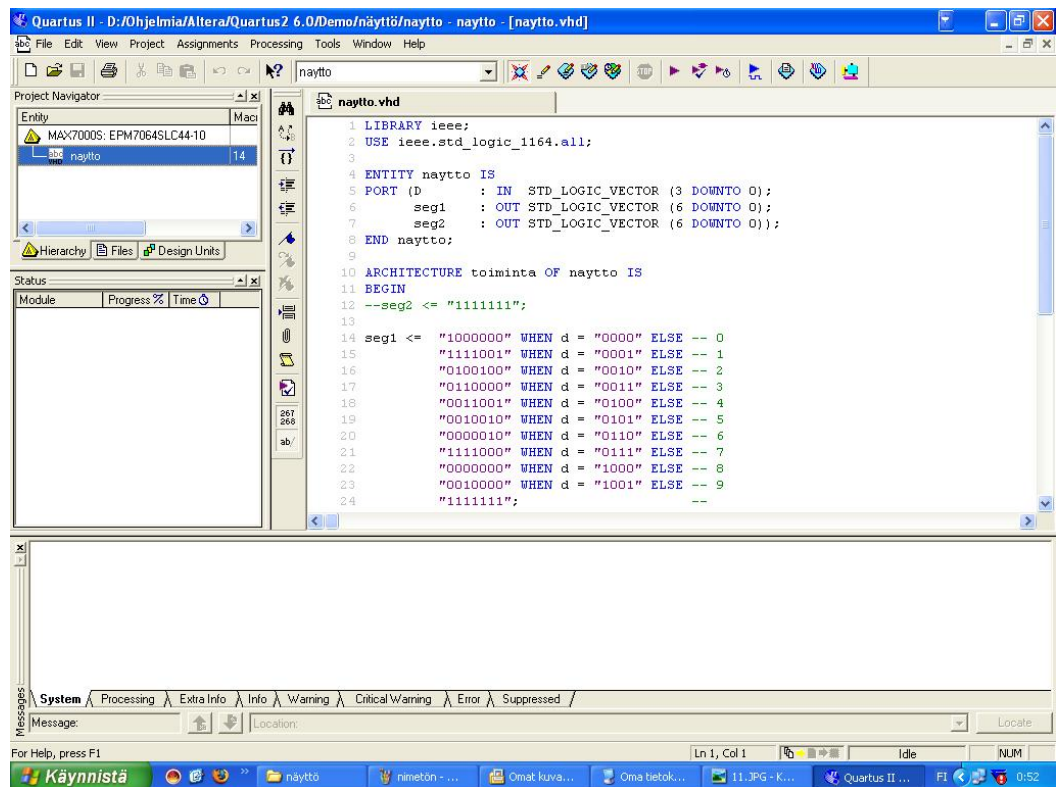 Quartus II - D:/Ohjelmia/Altera/Quartus2 6.0/Demo/näyttö/naytto - naytto - [naytto.vhd]
File Edit View Project Assignments Processing Tools Window Help
naytto
Project Navigator
Entity Mac
MAX7000S: EPM7064SLC44-10
abc VHD naytto 14
Hierarchy Files Design Units
Status
Module Progress % Time
267
268
ab/
abc naytto.vhd
1 LIBRARY ieee;
2 USE ieee.std_logic_1164.all;
3
4 ENTITY naytto IS
5 PORT (D : IN STD_LOGIC_VECTOR (3 DOWNTO 0);
6 seg1 : OUT STD_LOGIC_VECTOR (6 DOWNTO 0);
7 seg2 : OUT STD_LOGIC_VECTOR (6 DOWNTO 0));
8 END naytto;
9
10 ARCHITECTURE toiminta OF naytto IS
11 BEGIN
12 --seg2 <= "1111111";
13
14 seg1 <= "1000000" WHEN d = "0000" ELSE -- 0
15 "1111001" WHEN d = "0001" ELSE -- 1
16 "0100100" WHEN d = "0010" ELSE -- 2
17 "0110000" WHEN d = "0011" ELSE -- 3
18 "0011001" WHEN d = "0100" ELSE -- 4
19 "0010010" WHEN d = "0101" ELSE -- 5
20 "0000010" WHEN d = "0110" ELSE -- 6
21 "1111000" WHEN d = "0111" ELSE -- 7
22 "0000000" WHEN d = "1000" ELSE -- 8
23 "0010000" WHEN d = "1001" ELSE -- 9
24 "1111111"; --
Messages
System Processing Extra Info Info Warning Critical Warning Error Suppressed
Message: Location: Locate
For Help, press F1 Ln 1, Col 1 Idle NUM
Käynnistä näyttö nimetön - ... Omat kuva... Oma tietok... 11.JPG - K... Quartus II ... FI 0:52